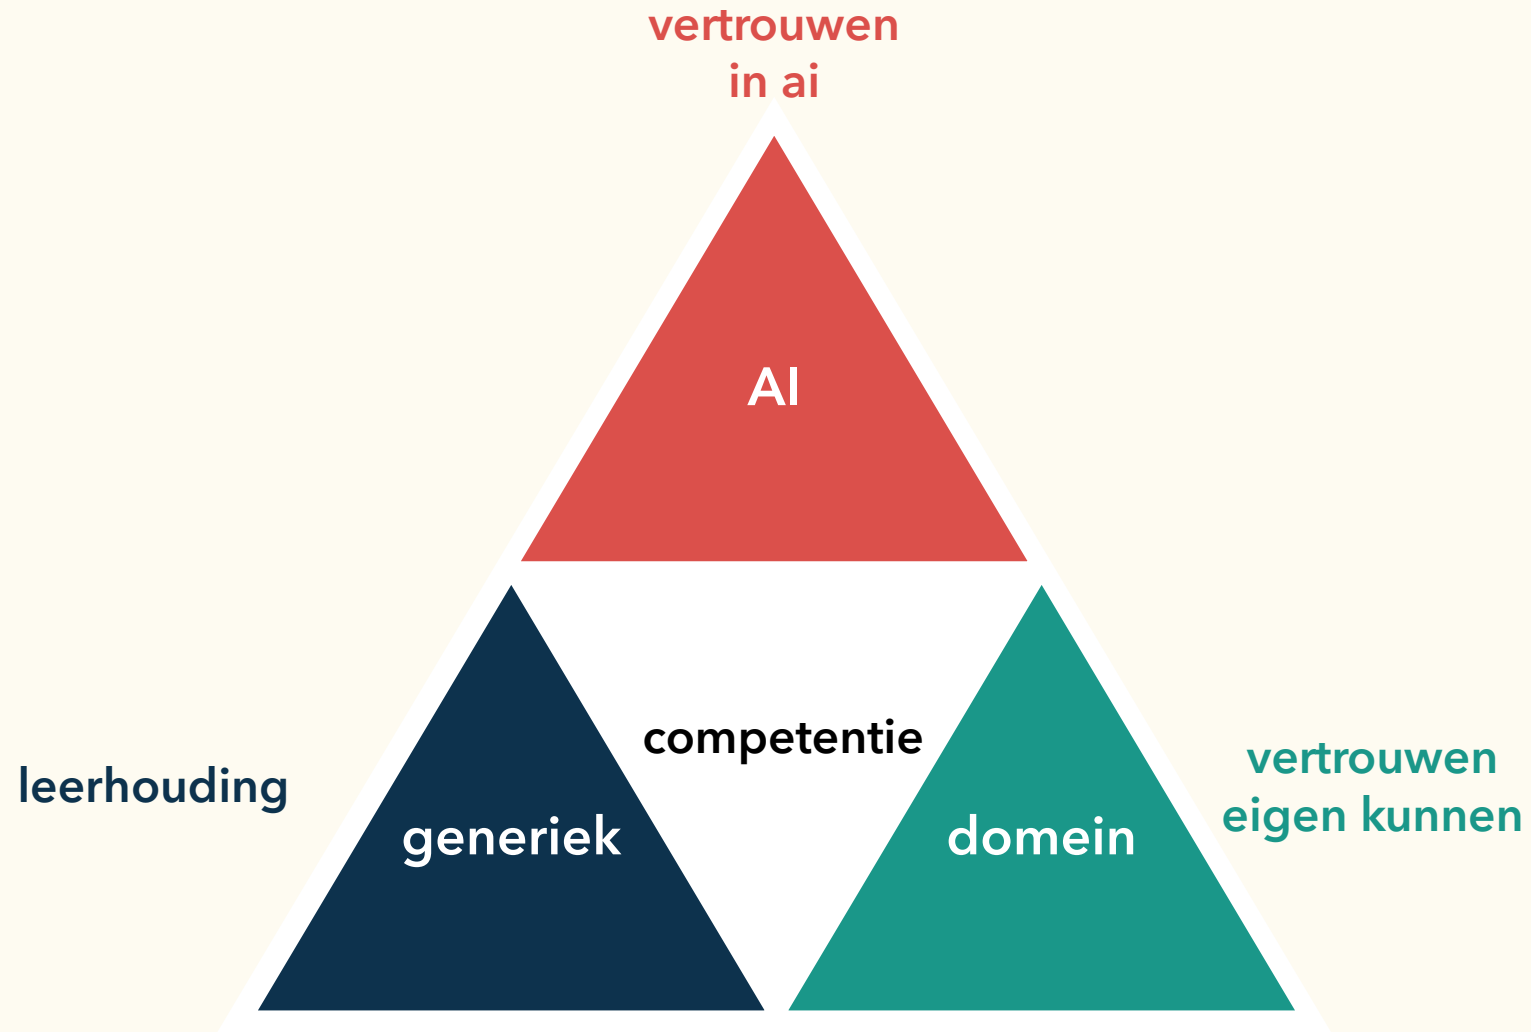 vertrouwen
in ai
AI
competentie
leerhouding
vertrouwen
eigen kunnen
generiek
domein